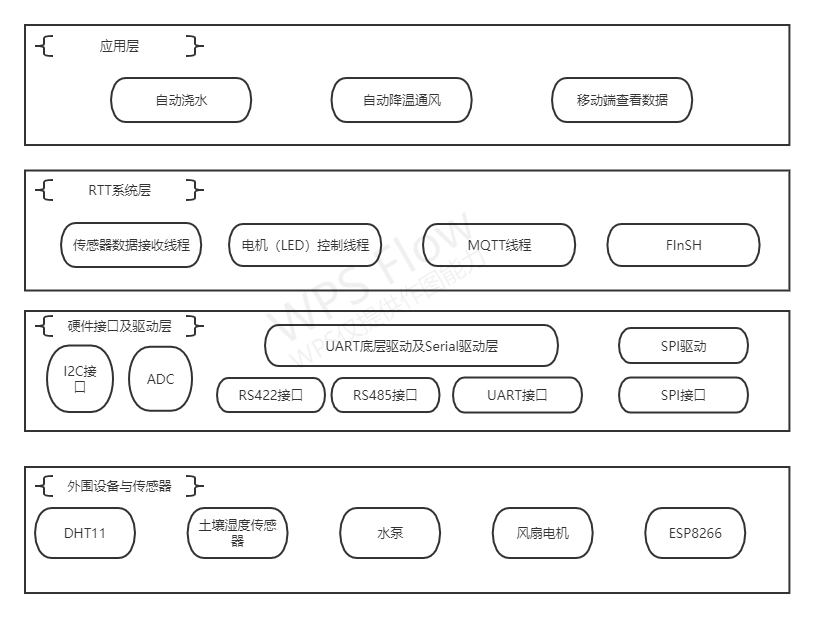 应用层
自动浇水
自动降温通风
移动端查看数据
RTT系统层
传感器数据接收线程
电机（LED）控制线程
MQTT线程
FInSH
WPS Flow
WPS仅提供作图能力
硬件接口及驱动层
I2C接
口
ADC
UART底层驱动及Serial驱动层
SPI驱动
RS422接口
RS485接口
UART接口
SPI接口
外围设备与传感器
DHT11
土壤湿度传感
器
水泵
风扇电机
ESP8266